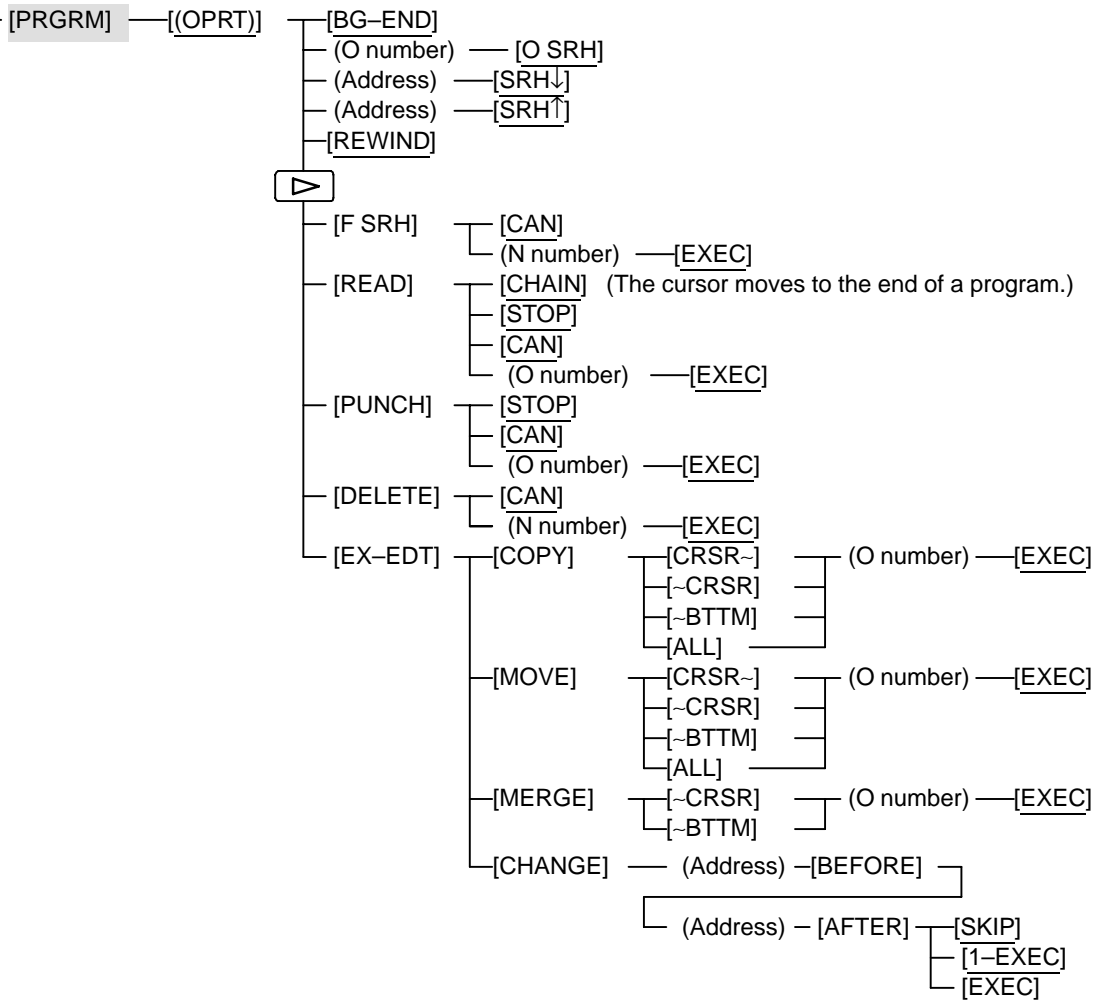 [PRGRM] [(OPRT)] [BG–END]
(O number) [O SRH]
(Address) [SRH↓]
(Address) [SRH↑]
[REWIND]
[F SRH] [CAN]
(N number) [EXEC]
[READ] [CHAIN] (The cursor moves to the end of a program.)
[STOP]
[CAN]
(O number) [EXEC]
[PUNCH] [STOP]
[CAN]
(O number) [EXEC]
[DELETE] [CAN]
(N number) [EXEC]
[EX–EDT] [COPY] [CRSR~] (O number) [EXEC]
[~CRSR]
[~BTTM]
[ALL]
[MOVE] [CRSR~] (O number) [EXEC]
[~CRSR]
[~BTTM]
[ALL]
[MERGE] [~CRSR] (O number) [EXEC]
[~BTTM]
[CHANGE] (Address) [BEFORE]
(Address) [AFTER] [SKIP]
[1–EXEC]
[EXEC]